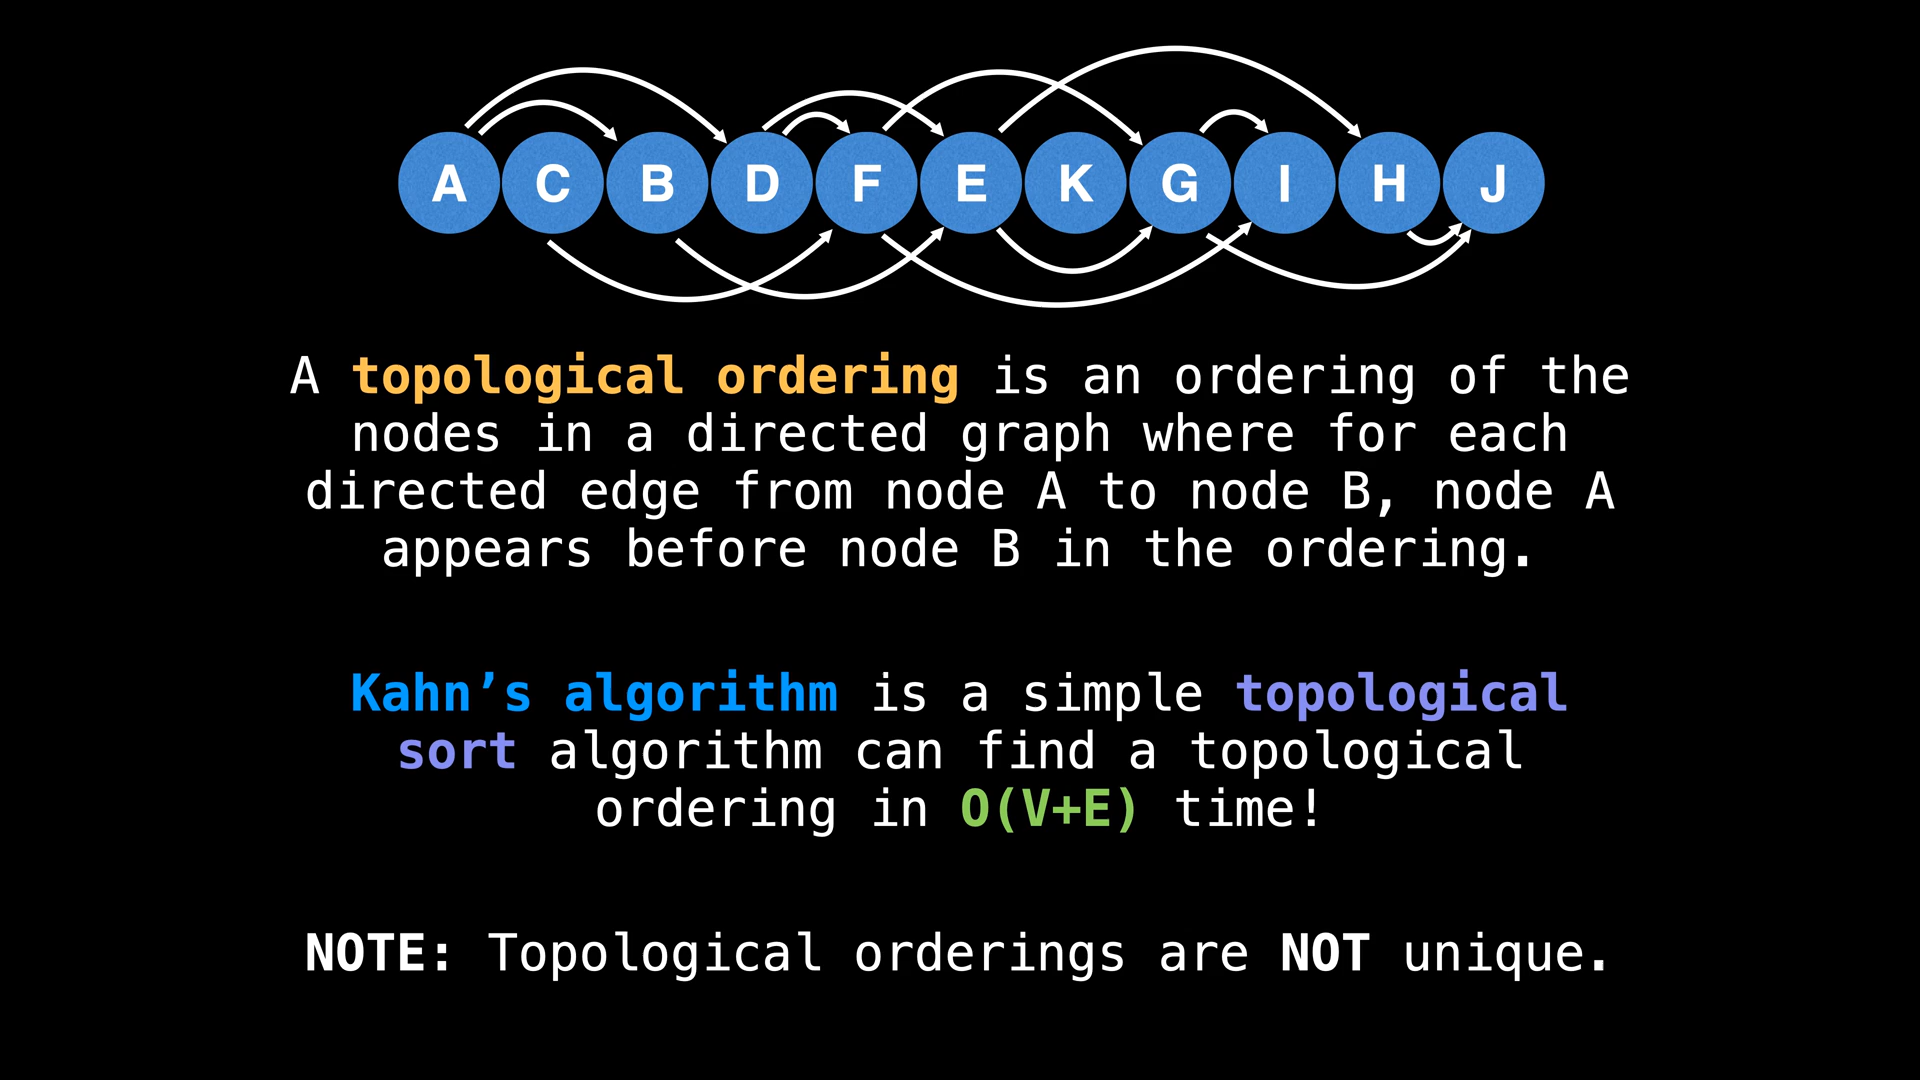 A C B D F E K G I H J
A topological ordering is an ordering of the
nodes in a directed graph where for each
directed edge from node A to node B, node A
appears before node B in the ordering.
Kahn’s algorithm is a simple topological
sort algorithm can find a topological
ordering in O(V+E) time!
NOTE: Topological orderings are NOT unique.